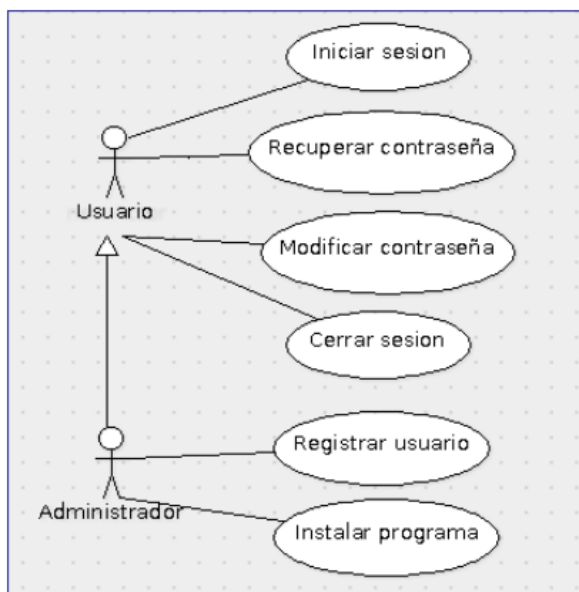 Iniciar sesion
Recuperar contraseña
Usuario
Modificar contraseña
Cerrar sesion
Registrar usuario
Administrador
Instalar programa